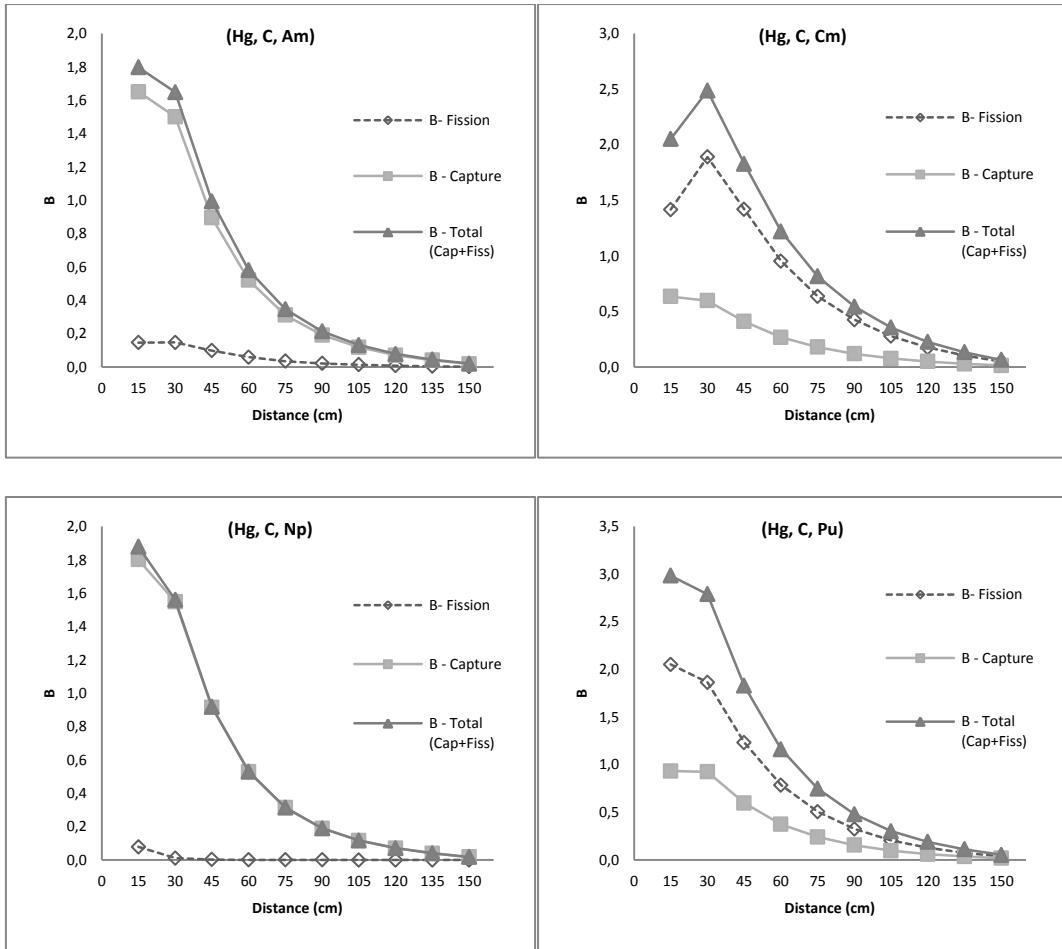 (Hg, C, Am)
2,0
1,8
1,6
1,4
1,2
1,0
0,8
0,6
0,4
0,2
0,0
B
0 15 30 45 60 75 90 105 120 135 150
Distance (cm)
B- Fission
B - Capture
B - Total
(Cap+Fiss)
(Hg, C, Cm)
3,0
2,5
2,0
1,5
1,0
0,5
0,0
B
0 15 30 45 60 75 90 105 120 135 150
Distance (cm)
B- Fission
B - Capture
B - Total
(Cap+Fiss)
(Hg, C, Np)
2,0
1,8
1,6
1,4
1,2
1,0
0,8
0,6
0,4
0,2
0,0
B
0 15 30 45 60 75 90 105 120 135 150
Distance (cm)
B- Fission
B - Capture
B - Total
(Cap+Fiss)
(Hg, C, Pu)
3,5
3,0
2,5
2,0
1,5
1,0
0,5
0,0
B
0 15 30 45 60 75 90 105 120 135 150
Distance (cm)
B- Fission
B - Capture
B - Total
(Cap+Fiss)